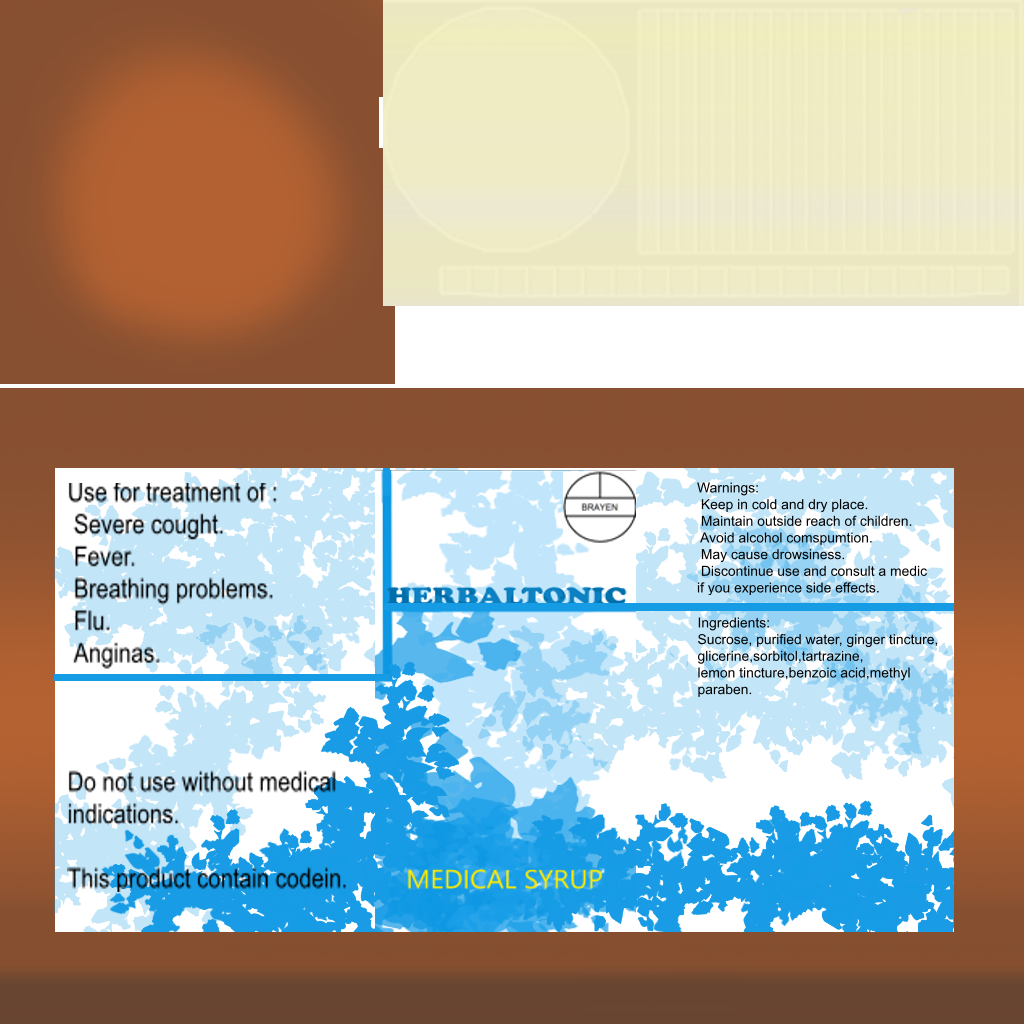 Use for treatment of :
Severe cought.
Fever.
Breathing problems.
Flu.
Anginas.
Do not use without medical
indications.
This product contain codein.
BRAYEN
HERBALTONIC
MEDICAL SYRUP
Warnings:
Keep in cold and dry place.
Maintain outside reach of children.
Avoid alcohol comspumtion.
May cause drowsiness.
Discontinue use and consult a medic
if you experience side effects.
Ingredients:
Sucrose, purified water, ginger tincture,
glicerine,sorbitol,tartrazine,
lemon tincture,benzoic acid,methyl
paraben.